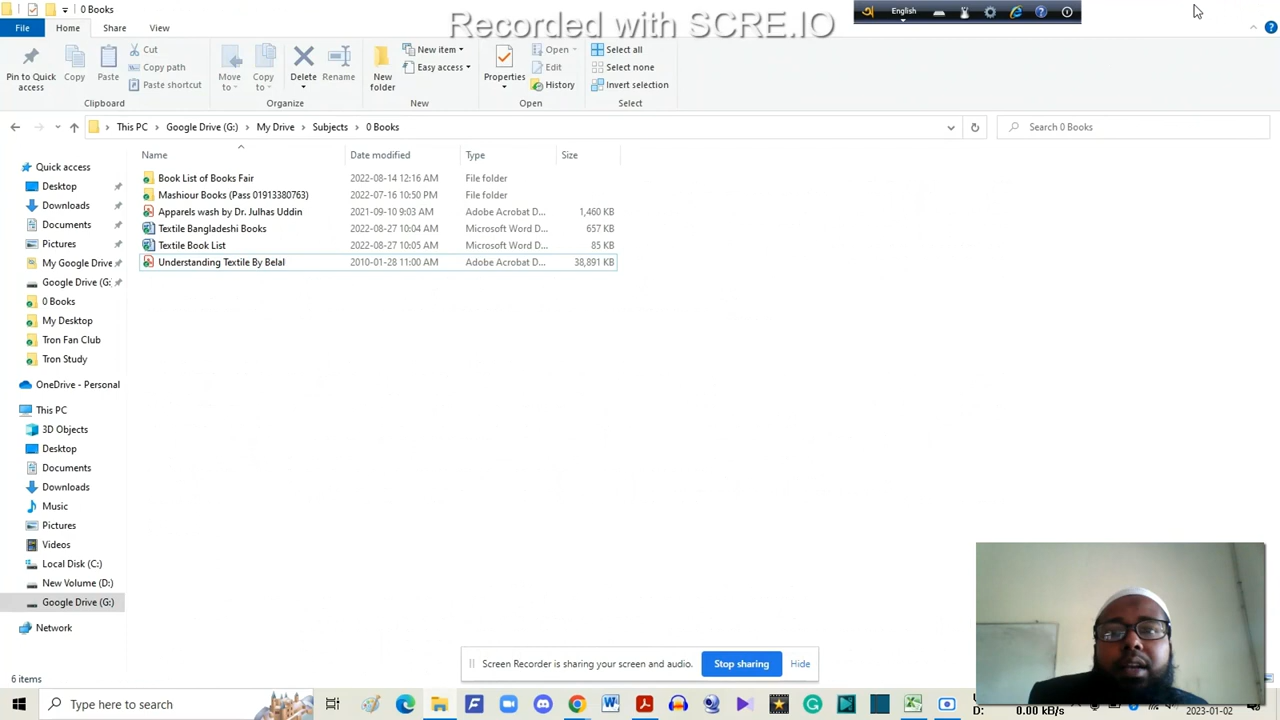 0 Books
Recorded with SCRE.IO
English
File Home Share View
Pin to Quick access
Copy
Paste
Cut
Copy path
Paste shortcut
Clipboard
Move to
Copy to
Delete
Rename
Organize
New folder
New item
Easy access
New
Properties
Open
Edit
History
Open
Select all
Select none
Invert selection
Select
This PC > Google Drive (G:) > My Drive > Subjects > 0 Books
Search 0 Books
Name Date modified Type Size
Book List of Books Fair 2022-08-14 12:16 AM File folder
Mashiour Books (Pass 01913380763) 2022-07-16 10:50 PM File folder
Apparels wash by Dr. Julhas Uddin 2021-09-10 9:03 AM Adobe Acrobat D... 1,460 KB
Textile Bangladeshi Books 2022-08-27 10:04 AM Microsoft Word D... 657 KB
Textile Book List 2022-08-27 10:05 AM Microsoft Word D... 85 KB
Understanding Textile By Belal 2010-01-28 11:00 AM Adobe Acrobat D... 38,891 KB
Quick access
Desktop
Downloads
Documents
Pictures
My Google Drive
Google Drive (G:
0 Books
My Desktop
Tron Fan Club
Tron Study
OneDrive - Personal
This PC
3D Objects
Desktop
Documents
Downloads
Music
Pictures
Videos
Local Disk (C:)
New Volume (D:)
Google Drive (G:)
Network
6 items
Screen Recorder is sharing your screen and audio. Stop sharing Hide
Type here to search
D: 0.00 kB/s
2023-01-02